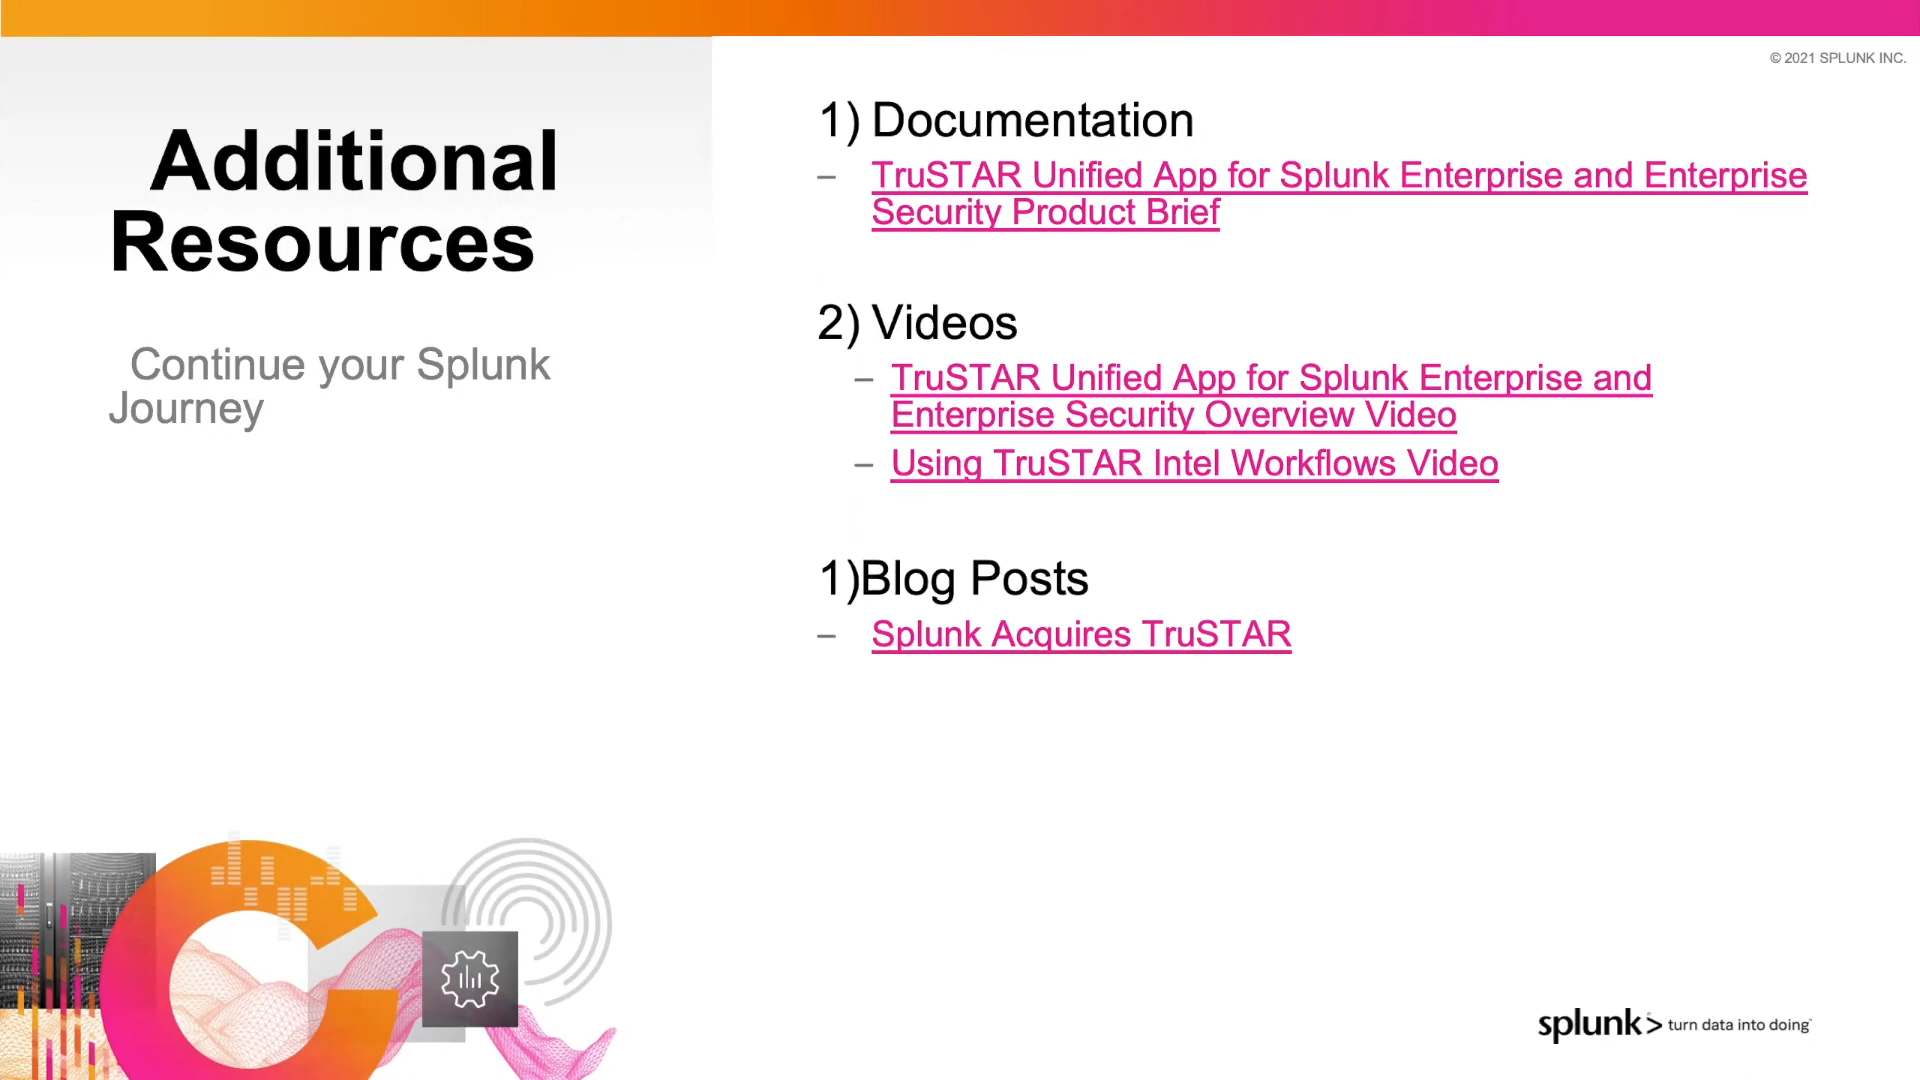 © 2021 SPLUNK INC.
Additional
Resources
Continue your Splunk
Journey
1) Documentation
– TruSTAR Unified App for Splunk Enterprise and Enterprise
Security Product Brief
2) Videos
– TruSTAR Unified App for Splunk Enterprise and
Enterprise Security Overview Video
– Using TruSTAR Intel Workflows Video
1)Blog Posts
– Splunk Acquires TruSTAR
splunk> turn data into doing™